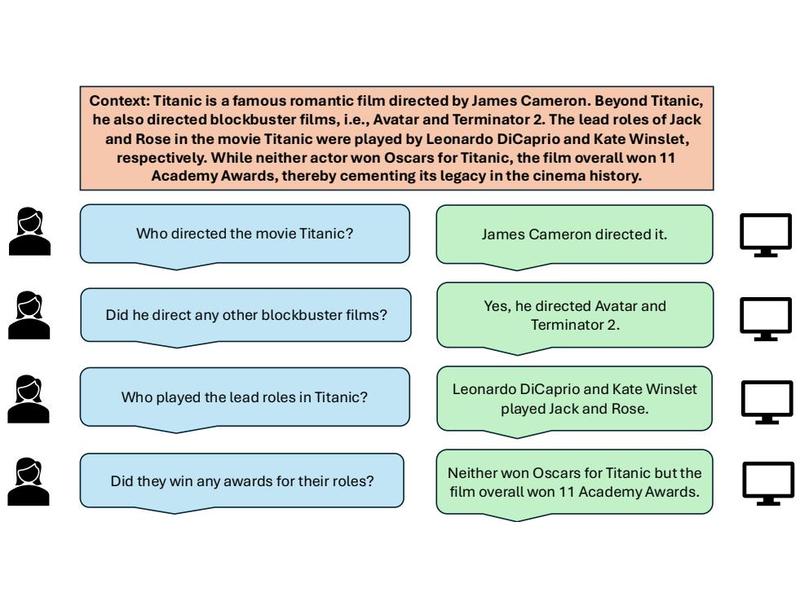 Context: Titanic is a famous romantic film directed by James Cameron. Beyond Titanic,
he also directed blockbuster films, i.e., Avatar and Terminator 2. The lead roles of Jack
and Rose in the movie Titanic were played by Leonardo DiCaprio and Kate Winslet,
respectively. While neither actor won Oscars for Titanic, the film overall won 11
Academy Awards, thereby cementing its legacy in the cinema history.
Who directed the movie Titanic?
James Cameron directed it.
Did he direct any other blockbuster films?
Yes, he directed Avatar and
Terminator 2.
Who played the lead roles in Titanic?
Leonardo DiCaprio and Kate Winslet
played Jack and Rose.
Did they win any awards for their roles?
Neither won Oscars for Titanic but the
film overall won 11 Academy Awards.